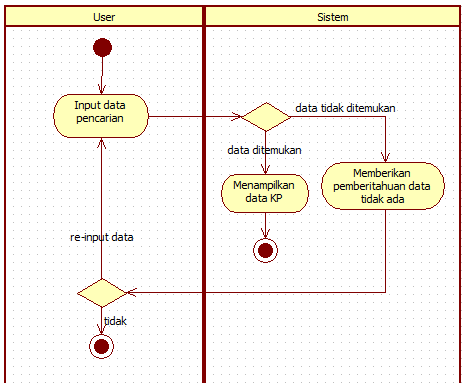 User
Sistem
Input data
pencarian
data tidak ditemukan
data ditemukan
Menampilkan
data KP
Memberikan
pemberitahuan data
tidak ada
re-input data
tidak